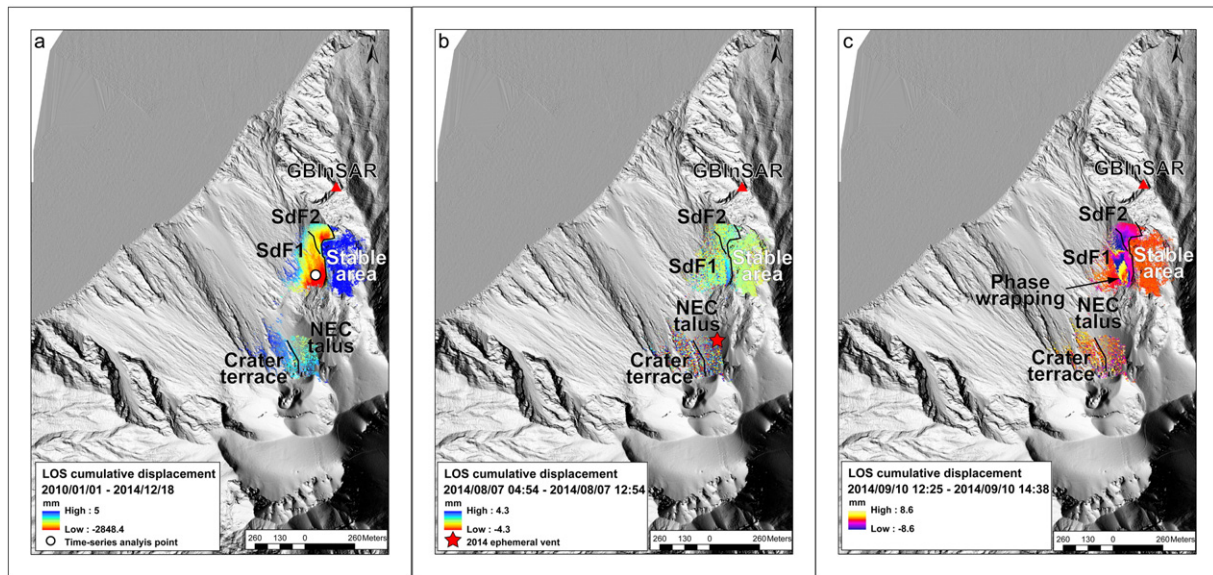 a
N
GBInSAR
SdF2
SdF1
Stable
area
NEC
talus
Crater
terrace
LOS cumulative displacement
2010/01/01 - 2014/12/18
mm
High : 5
Low : -2848.4
Time-series analyis point
260 130 0 260 Meters
b
N
GBInSAR
SdF2
SdF1
Stable
area
NEC
talus
Crater
terrace
LOS cumulative displacement
2014/08/07 04:54 - 2014/08/07 12:54
mm
High : 4.3
Low : -4.3
2014 ephemeral vent
260 130 0 260 Meters
c
N
GBInSAR
SdF2
SdF1
Stable
area
Phase
wrapping
NEC
talus
Crater
terrace
LOS cumulative displacement
2014/09/10 12:25 - 2014/09/10 14:38
mm
High : 8.6
Low : -8.6
260 130 0 260 Meters